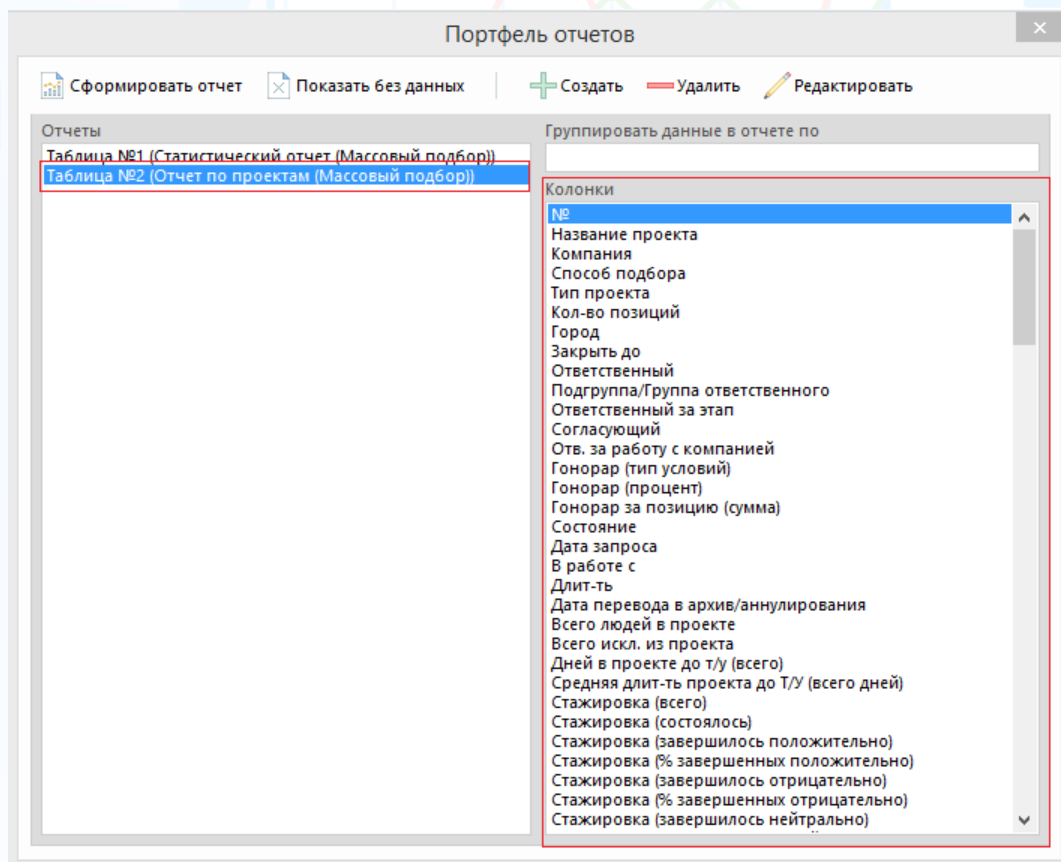 Портфель отчетов
Сформировать отчет Показать без данных Создать Удалить Редактировать
Отчеты
Таблица №1 (Статистический отчет (Массовый подбор))
Таблица №2 (Отчет по проектам (Массовый подбор))
Группировать данные в отчете по
Колонки
№
Название проекта
Компания
Способ подбора
Тип проекта
Кол-во позиций
Город
Закрыть до
Ответственный
Подгруппа/Группа ответственного
Ответственный за этап
Согласующий
Отв. за работу с компанией
Гонорар (тип условий)
Гонорар (процент)
Гонорар за позицию (сумма)
Состояние
Дата запроса
В работе с
Длит-ть
Дата перевода в архив/аннулирования
Всего людей в проекте
Всего искл. из проекта
Дней в проекте до т/у (всего)
Средняя длит-ть проекта до Т/У (всего дней)
Стажировка (всего)
Стажировка (состоялось)
Стажировка (завершилось положительно)
Стажировка (% завершенных положительно)
Стажировка (завершилось отрицательно)
Стажировка (% завершенных отрицательно)
Стажировка (завершилось нейтрально)